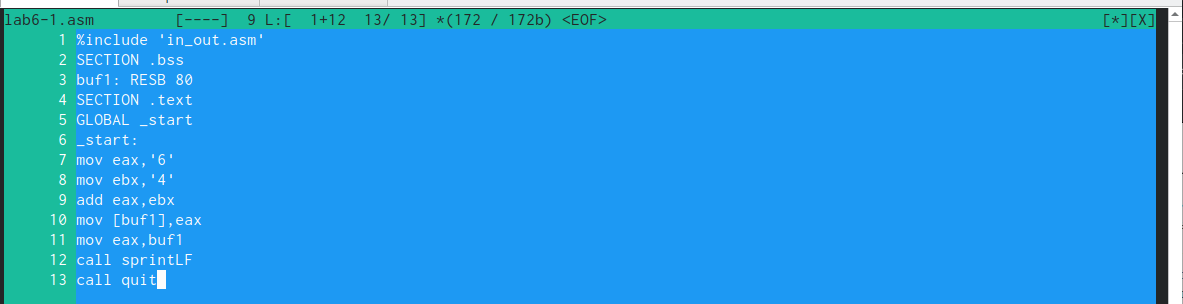 lab6-1.asm         [----]  9 L:[  1+12  13/ 13] *(172 / 172b) <EOF>                                                       [*][X]
1 %include 'in_out.asm'
2 SECTION .bss
3 buf1: RESB 80
4 SECTION .text
5 GLOBAL _start
6 _start:
7 mov eax,'6'
8 mov ebx,'4'
9 add eax,ebx
10 mov [buf1],eax
11 mov eax,buf1
12 call sprintLF
13 call quit